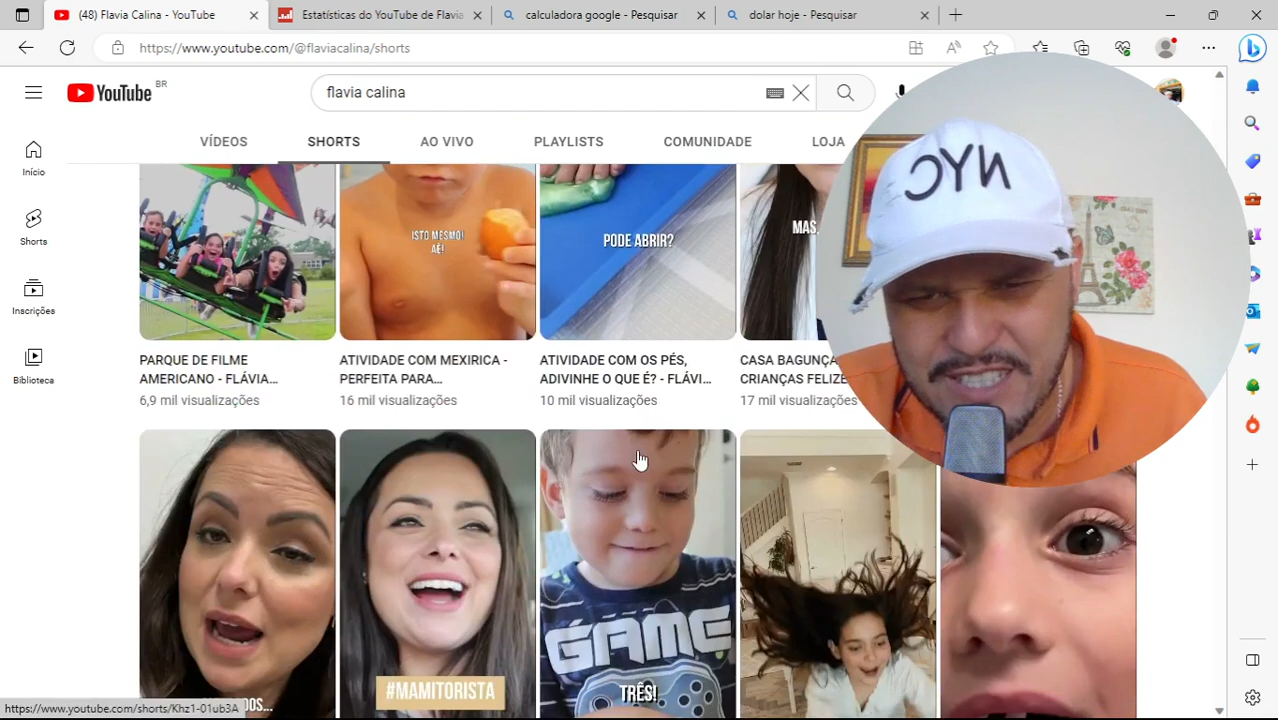 (48) Flavia Calina - YouTube
Estatísticas do YouTube de Flavia
calculadora google - Pesquisar
dolar hoje - Pesquisar
https://www.youtube.com/@flaviacalina/shorts
YouTube BR
flavia calina
VÍDEOS
SHORTS
AO VIVO
PLAYLISTS
COMUNIDADE
LOJA
Início
Shorts
Inscrições
Biblioteca
ISTO MESMO!
AÊ!
PODE ABRIR?
MAS,
NYC
PARQUE DE FILME
AMERICANO - FLÁVIA...
6,9 mil visualizações
ATIVIDADE COM MEXIRICA -
PERFEITA PARA...
16 mil visualizações
ATIVIDADE COM OS PÉS,
ADIVINHE O QUE É? - FLÁVI...
10 mil visualizações
CASA BAGUNÇA
CRIANÇAS FELIZE
17 mil visualizações
#MAMITORISTA
GAME
TRÊS!
https://www.youtube.com/shorts/Khz1-01ub3A